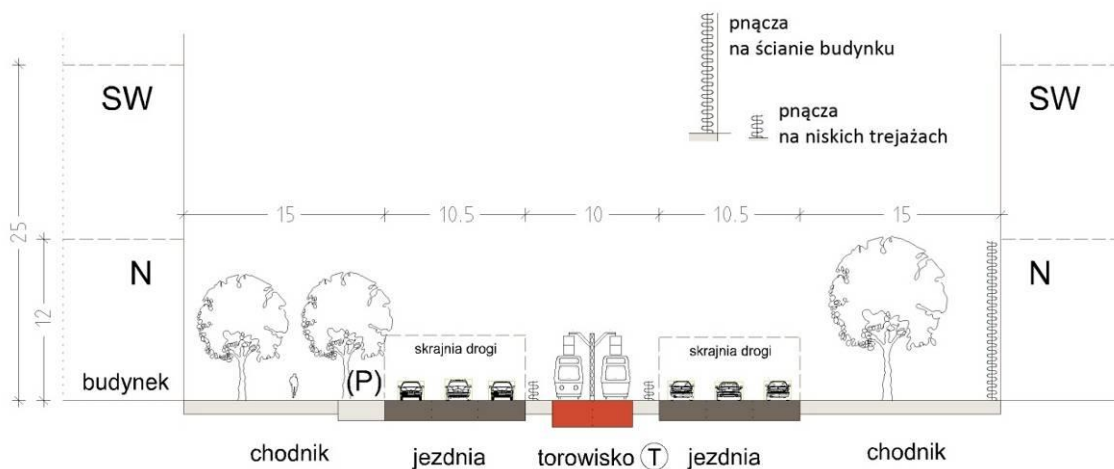 pnącza
na ścianie budynku
SW
SW
pnącza
na niskich trejażach
25
15
10.5
10
10.5
15
N
N
12
skrajnia drogi
skrajnia drogi
budynek
(P)
chodnik
jezdnia
torowisko T
jezdnia
chodnik